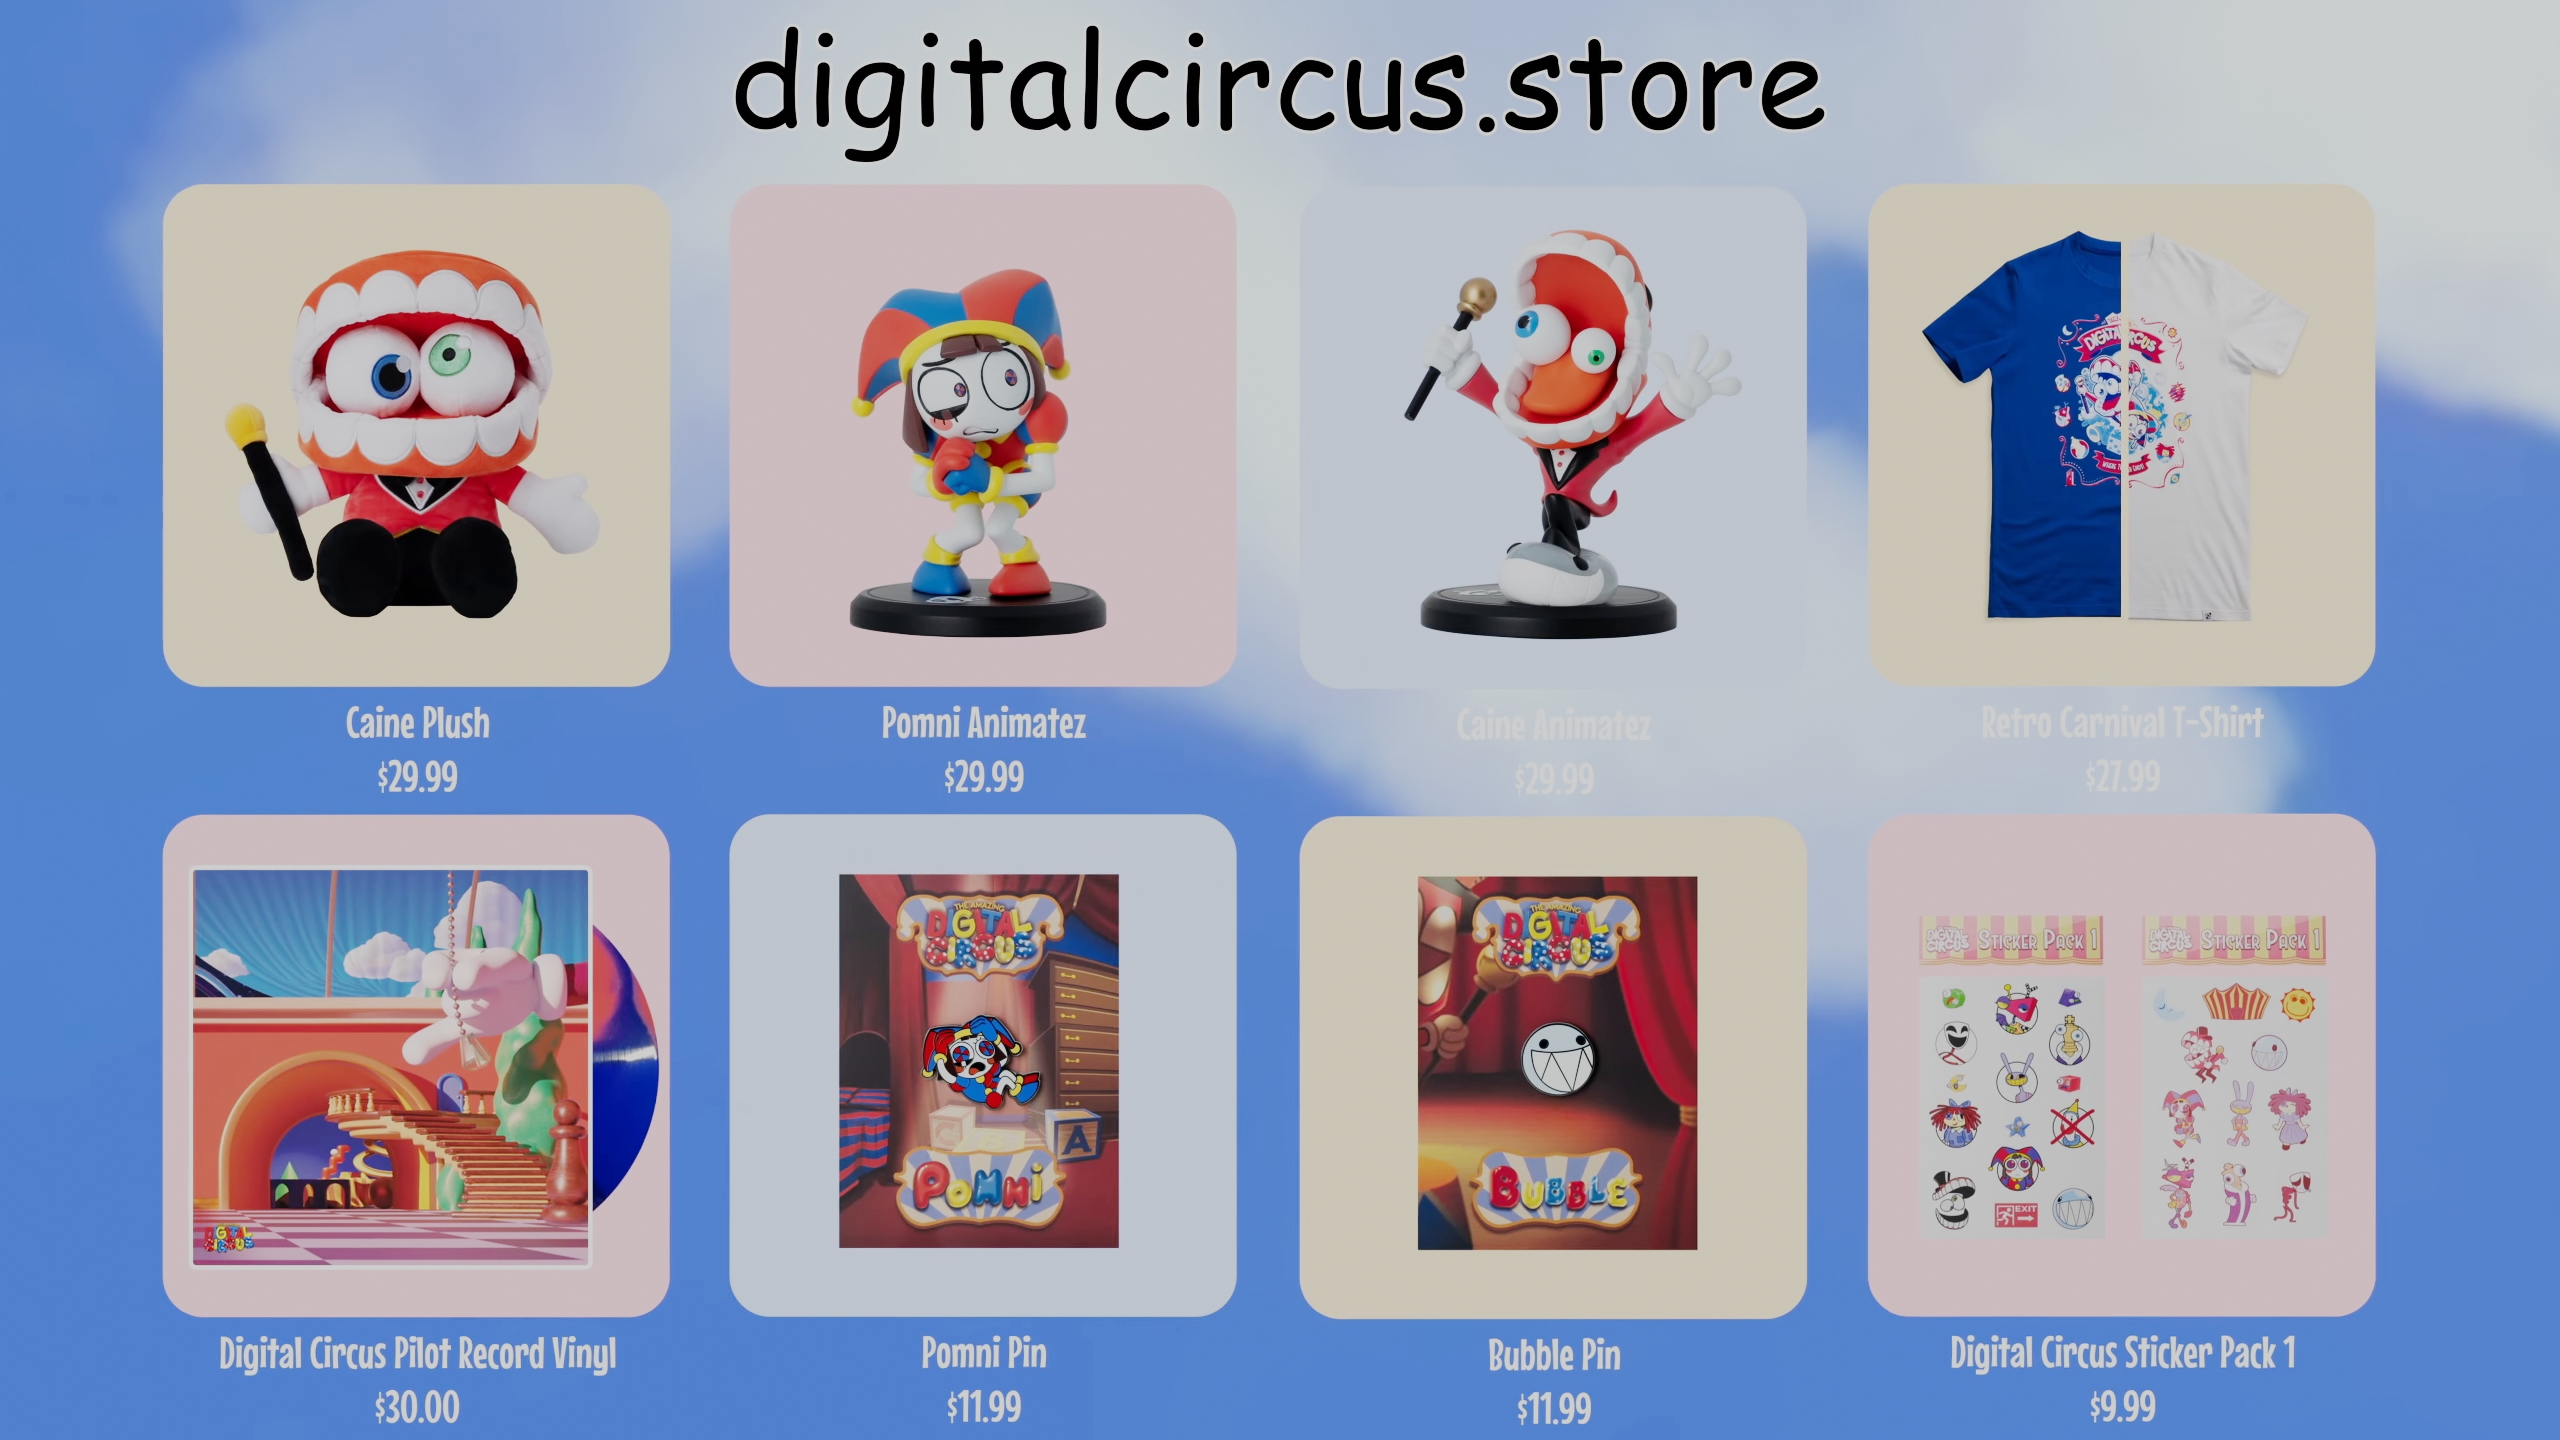 digitalcircus.store
Caine Plush
$29.99
Pomni Animatez
$29.99
Caine Animatez
$29.99
DIGITAL CIRCUS
Retro Carnival T-Shirt
$27.99
DIGITAL
CIRCUS
Digital Circus Pilot Record Vinyl
$30.00
THE AMAZING
DIGITAL
CIRCUS
A
POMNI
Pomni Pin
$11.99
THE AMAZING
DIGITAL
CIRCUS
BUBBLE
Bubble Pin
$11.99
DIGITAL
CIRCUS
STICKER PACK 1
EXIT
DIGITAL
CIRCUS
STICKER PACK 1
Digital Circus Sticker Pack 1
$9.99